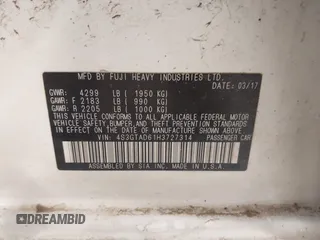 MFD.BY FUJI HEAVY INDUSTRIES LTD.
GVWR: 4299 LB [ 1950 KG] DATE: 03/17
GAWR: F 2183 LB [ 990 KG]
GAWR: R 2205 LB [ 1000 KG]
THIS VEHICLE CONFORMS TO ALL APPLICABLE FEDERAL MOTOR
VEHICLE SAFETY, BUMPER, AND THEFT PREVENTION STANDARDS
IN EFFECT ON THE DATE OF MANUFACTURE SHOWN ABOVE.
VIN: 4S3GTAD61H3727314 PASSENGER CAR
ASSEMBLED BY SIA, INC. IN U.S.A.
DREAMBID